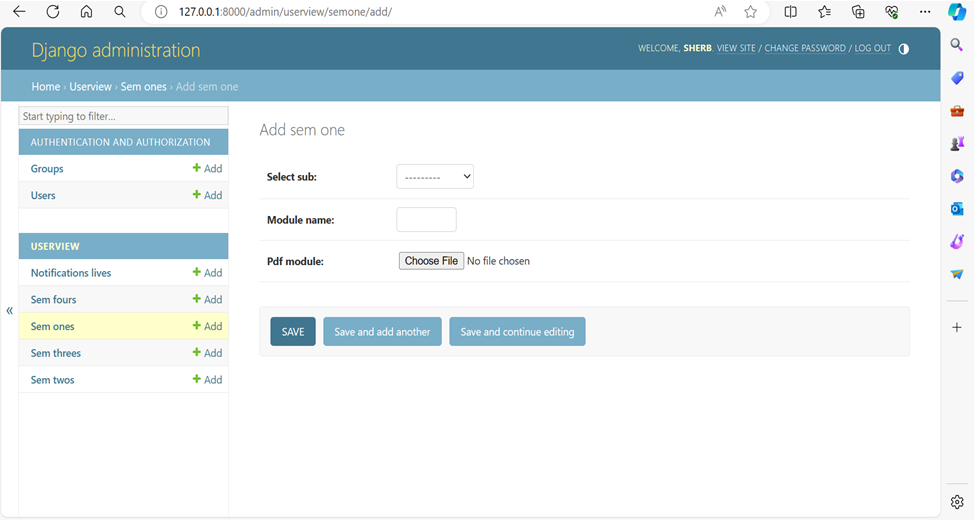 127.0.0.1:8000/admin/userview/semone/add/
Django administration
WELCOME, SHERB. VIEW SITE / CHANGE PASSWORD / LOG OUT
Home › Userview › Sem ones › Add sem one
Start typing to filter...
AUTHENTICATION AND AUTHORIZATION
Groups + Add
Users + Add
USERVIEW
Notifications lives + Add
Sem fours + Add
Sem ones + Add
Sem threes + Add
Sem twos + Add
«
Add sem one
Select sub: ---------
Module name:
Pdf module: Choose File No file chosen
SAVE Save and add another Save and continue editing